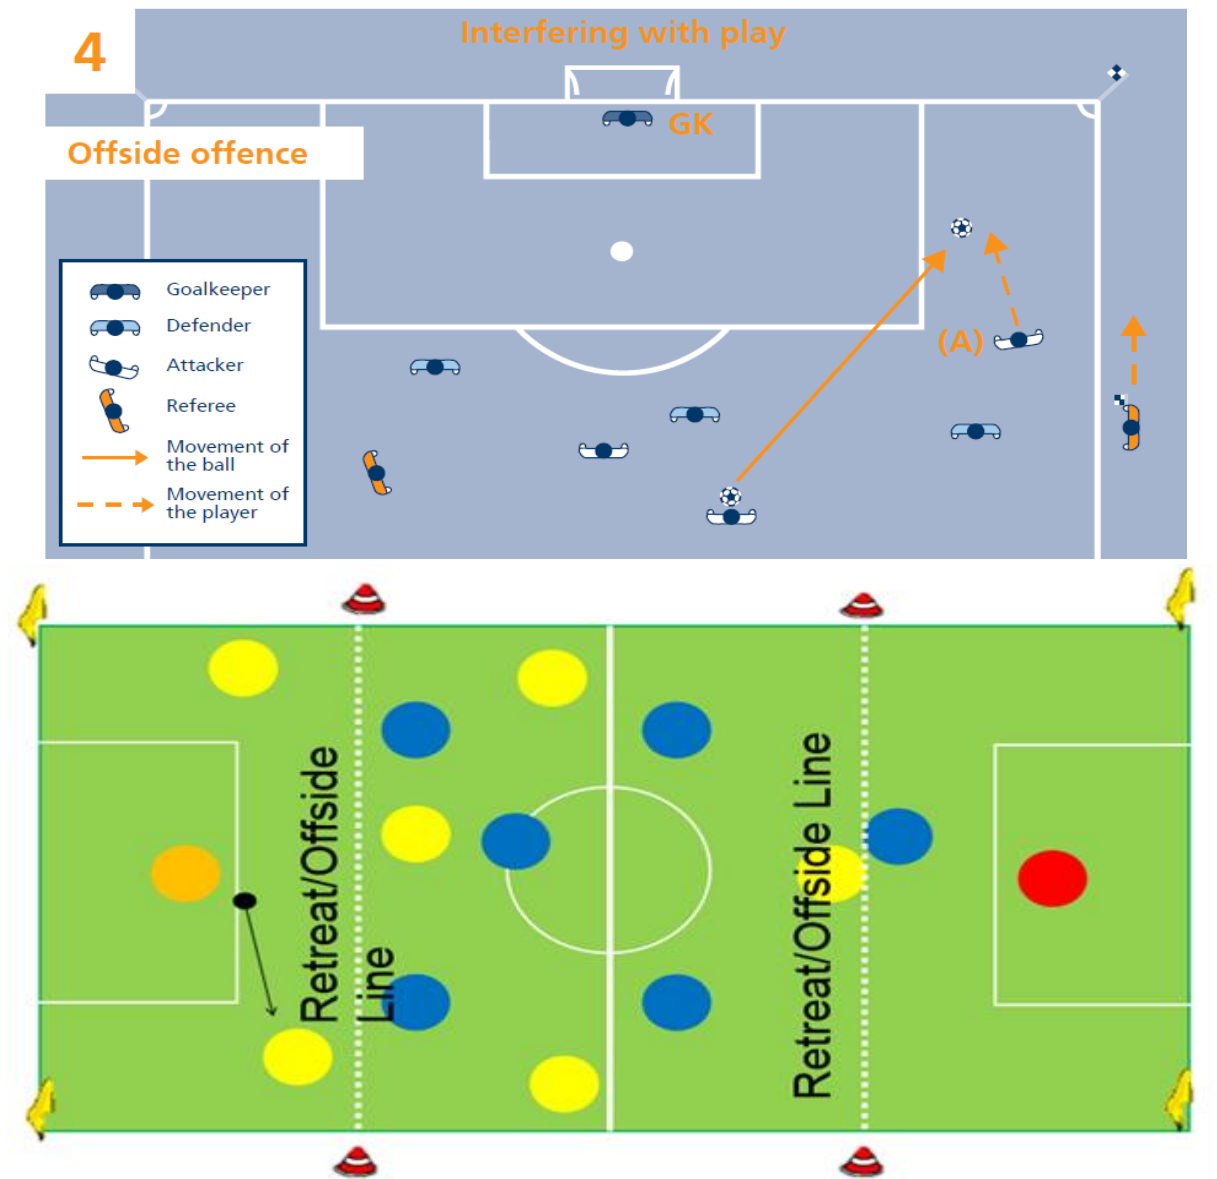 4
Interfering with play
GK
Offside offence
Goalkeeper
Defender
Attacker
Referee
Movement of
the ball
Movement of
the player
(A)
Retreat/Offside
Line
Retreat/Offside Line